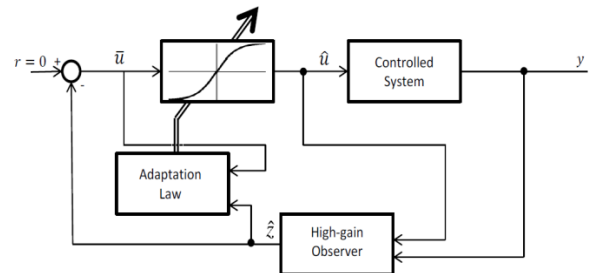 r = 0
+
-
ū
û
Controlled
System
y
Adaptation
Law
ẑ
High-gain
Observer